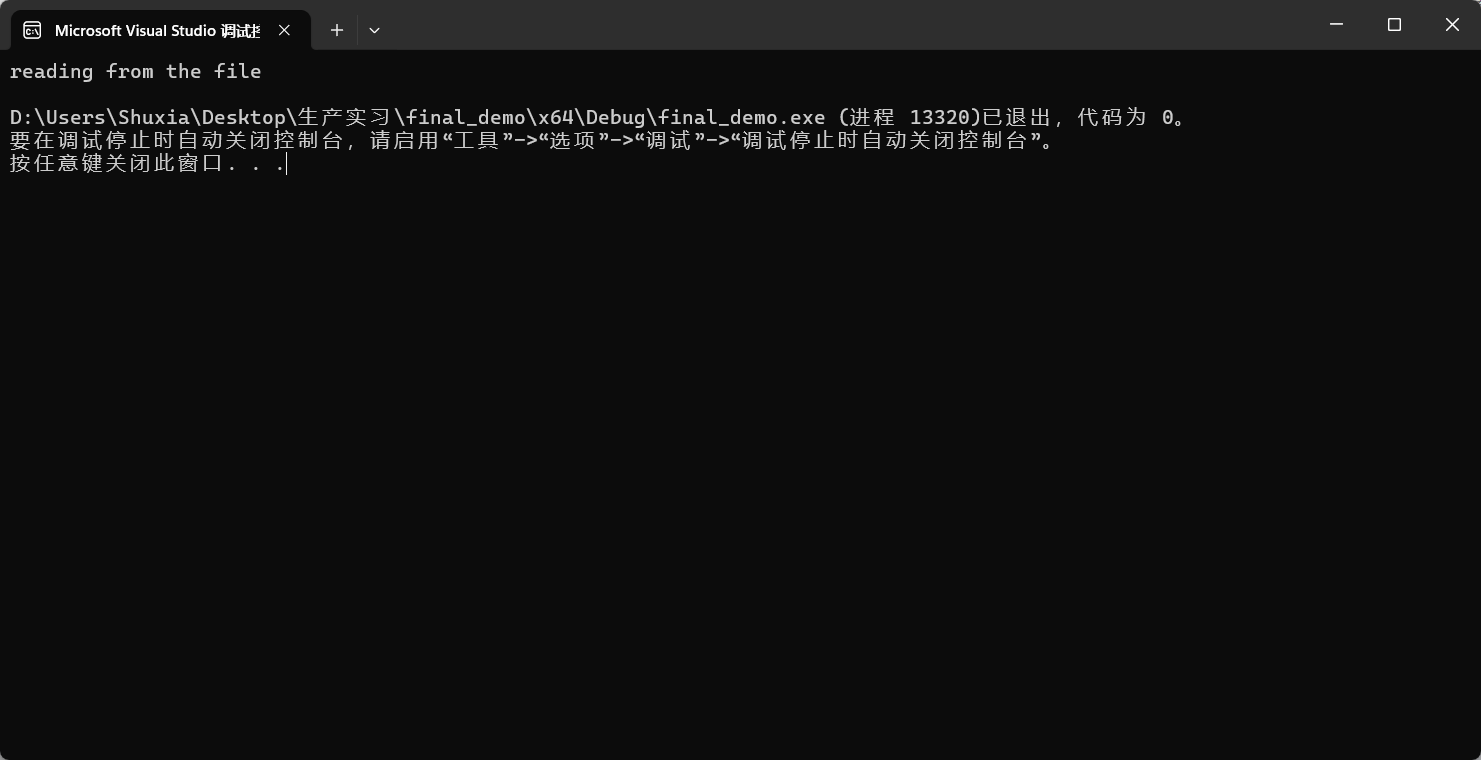 Microsoft Visual Studio 调试
reading from the file
D:\Users\Shuxia\Desktop\生产实习\final_demo\x64\Debug\final_demo.exe (进程 13320)已退出，代码为 0。
要在调试停止时自动关闭控制台，请启用“工具”->“选项”->“调试”->“调试停止时自动关闭控制台”。
按任意键关闭此窗口. . .